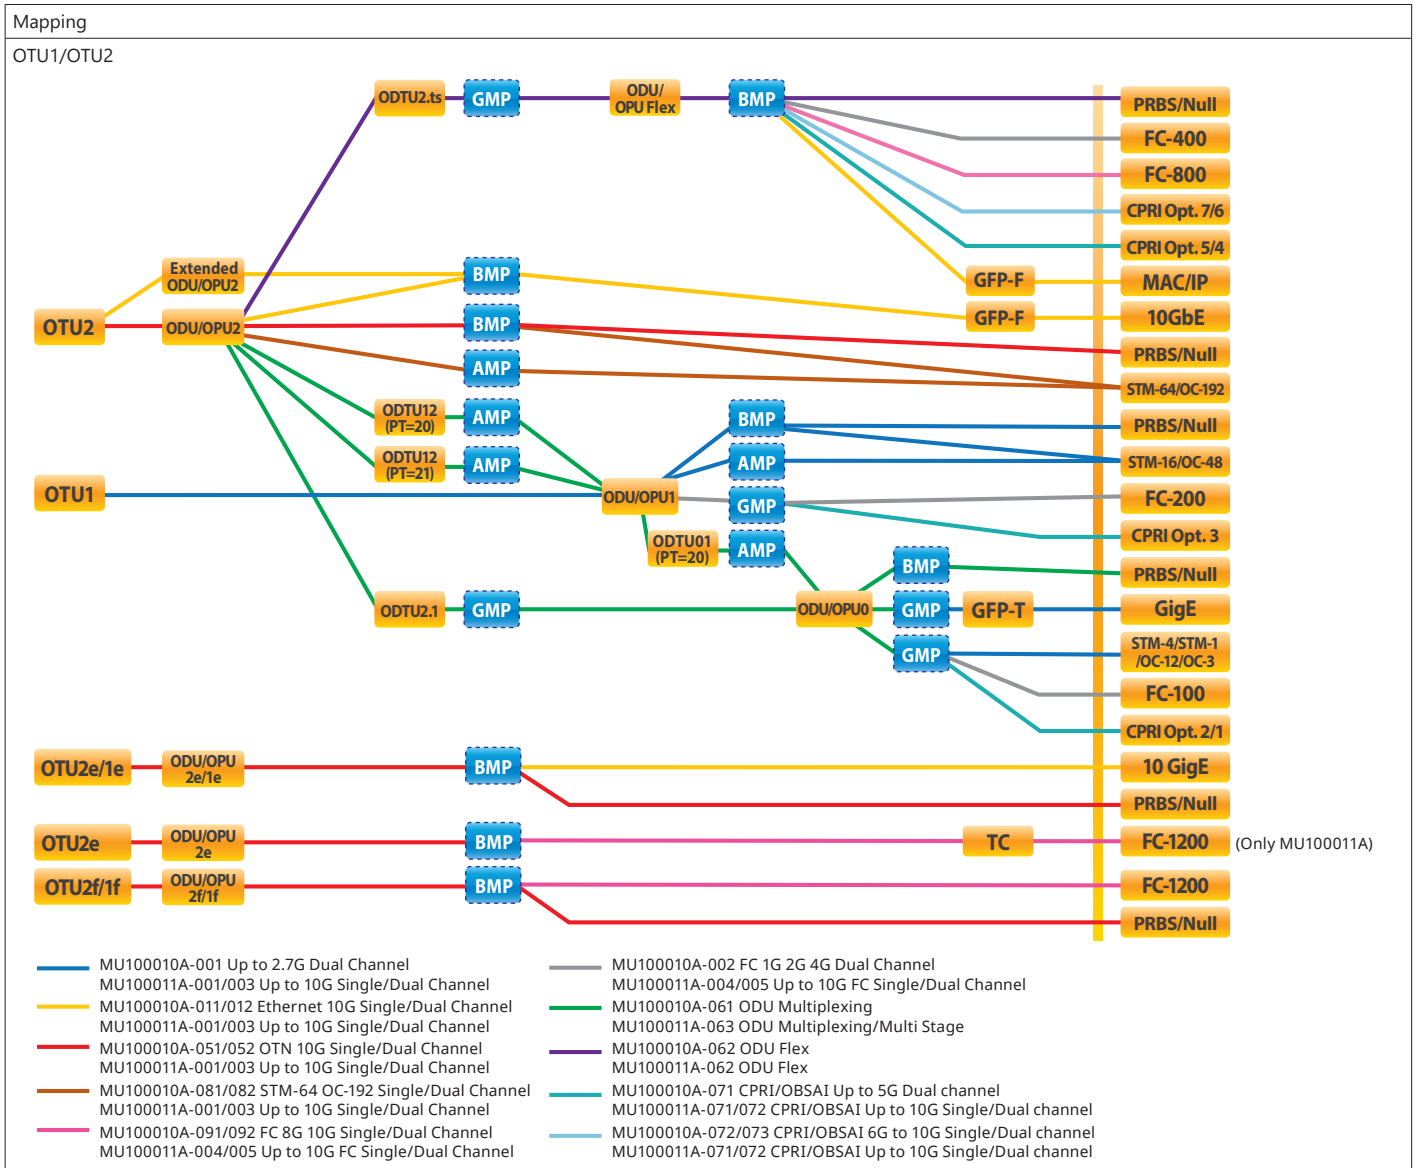 Mapping
OTU1/OTU2
ODTU2.ts
GMP
ODU/
OPU Flex
BMP
PRBS/Null
FC-400
FC-800
CPRI Opt. 7/6
CPRI Opt. 5/4
Extended
ODU/OPU2
BMP
GFP-F
MAC/IP
OTU2
ODU/OPU2
BMP
GFP-F
10GbE
PRBS/Null
AMP
STM-64/OC-192
ODTU12
(PT=20)
AMP
BMP
PRBS/Null
ODTU12
(PT=21)
AMP
AMP
STM-16/OC-48
OTU1
ODU/OPU1
GMP
FC-200
CPRI Opt. 3
ODTU01
(PT=20)
AMP
BMP
PRBS/Null
ODTU2.1
GMP
ODU/OPU0
GMP
GFP-T
GigE
GMP
STM-4/STM-1
/OC-12/OC-3
FC-100
CPRI Opt. 2/1
OTU2e/1e
ODU/OPU
2e/1e
BMP
10 GigE
PRBS/Null
OTU2e
ODU/OPU
2e
BMP
TC
FC-1200
(Only MU100011A)
OTU2f/1f
ODU/OPU
2f/1f
BMP
FC-1200
PRBS/Null
MU100010A-001 Up to 2.7G Dual Channel
MU100011A-001/003 Up to 10G Single/Dual Channel
MU100010A-011/012 Ethernet 10G Single/Dual Channel
MU100011A-001/003 Up to 10G Single/Dual Channel
MU100010A-051/052 OTN 10G Single/Dual Channel
MU100011A-001/003 Up to 10G Single/Dual Channel
MU100010A-081/082 STM-64 OC-192 Single/Dual Channel
MU100011A-001/003 Up to 10G Single/Dual Channel
MU100010A-091/092 FC 8G 10G Single/Dual Channel
MU100011A-004/005 Up to 10G FC Single/Dual Channel
MU100010A-002 FC 1G 2G 4G Dual Channel
MU100011A-004/005 Up to 10G FC Single/Dual Channel
MU100010A-061 ODU Multiplexing
MU100011A-063 ODU Multiplexing/Multi Stage
MU100010A-062 ODU Flex
MU100011A-062 ODU Flex
MU100010A-071 CPRI/OBSAI Up to 5G Dual channel
MU100011A-071/072 CPRI/OBSAI Up to 10G Single/Dual channel
MU100010A-072/073 CPRI/OBSAI 6G to 10G Single/Dual channel
MU100011A-071/072 CPRI/OBSAI Up to 10G Single/Dual channel